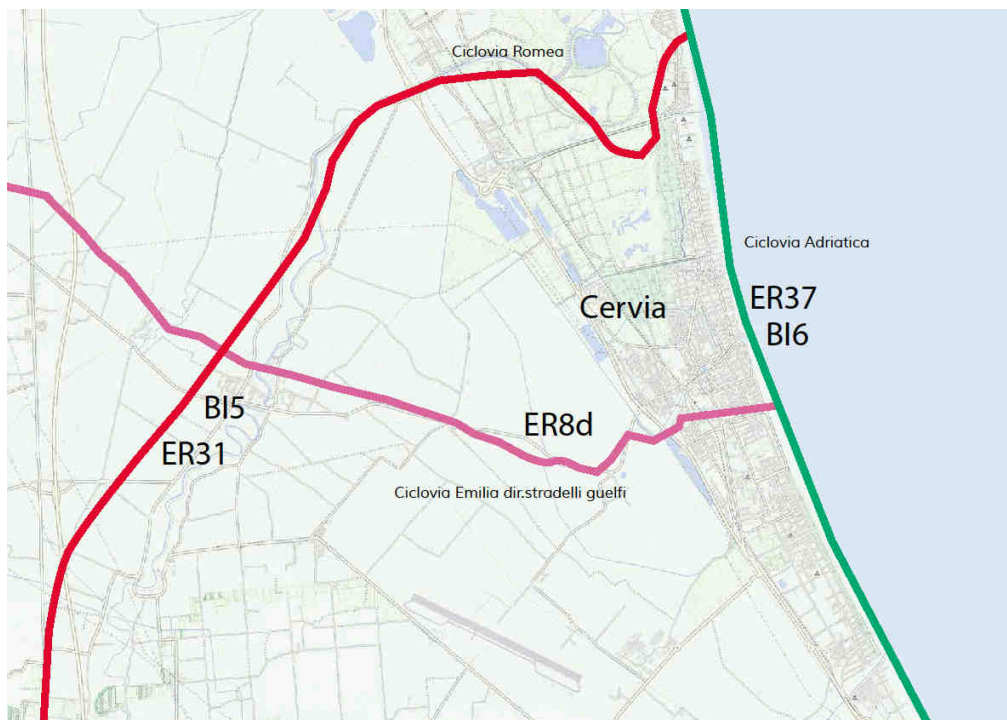 Ciclovia Romea
Ciclovia Adriatica
Cervia
ER37
BI6
BI5
ER8d
ER31
Ciclovia Emilia dir.stradelli guelfi